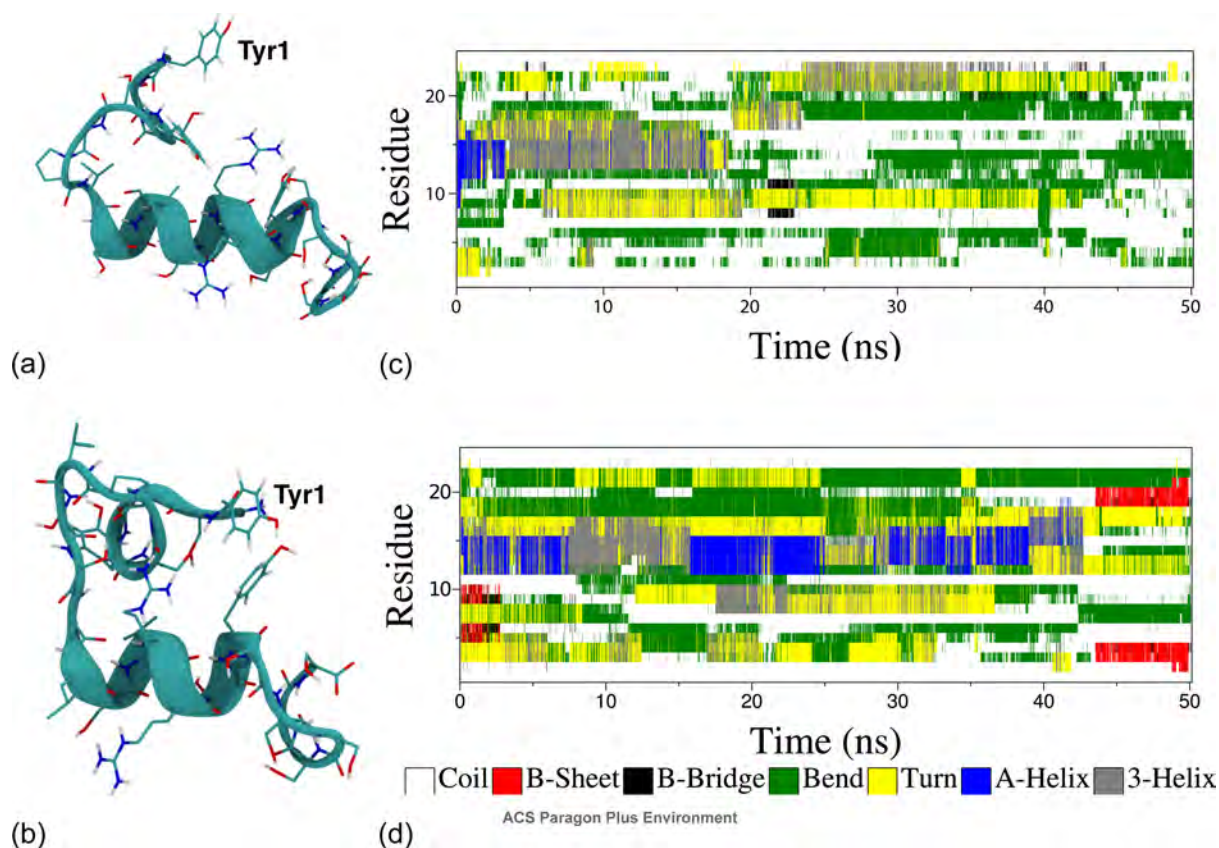 Tyr1
(a)
Residue
20
10
0 10 20 30 40 50
Time (ns)
(c)
Tyr1
(b)
Residue
20
10
0 10 20 30 40 50
Time (ns)
Coil B-Sheet B-Bridge Bend Turn A-Helix 3-Helix
ACS Paragon Plus Environment
(d)